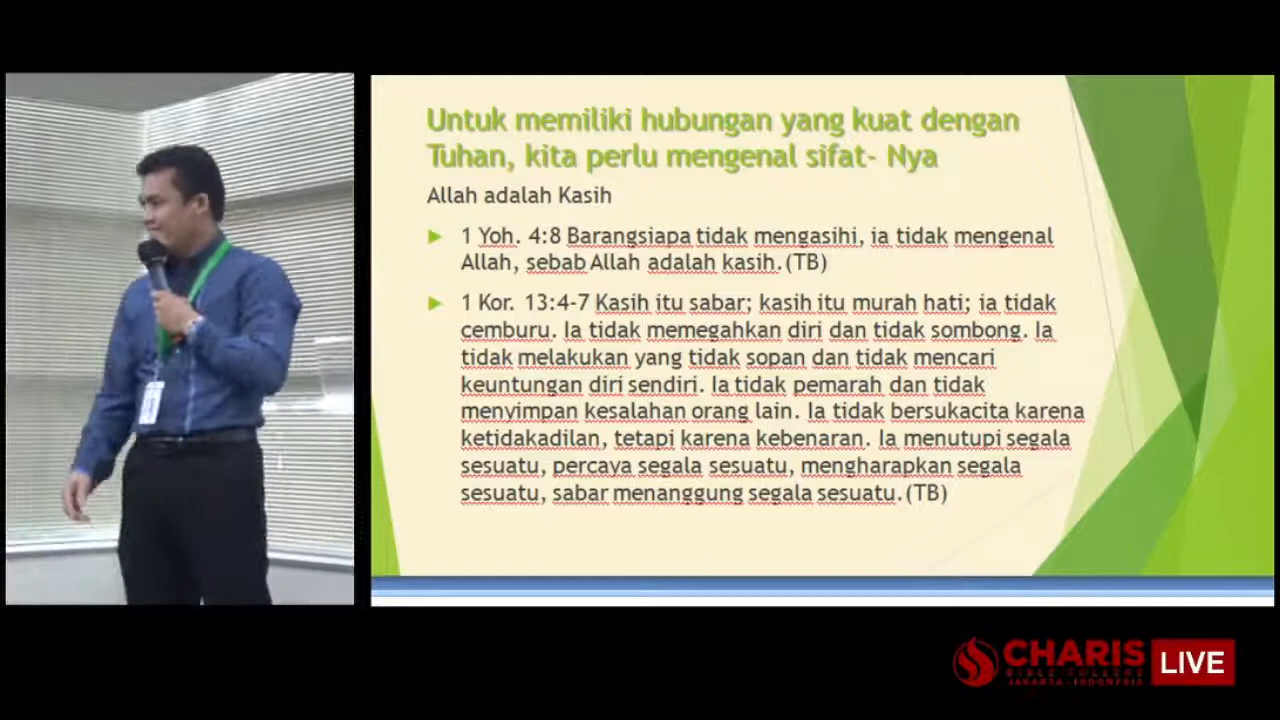 Untuk memiliki hubungan yang kuat dengan
Tuhan, kita perlu mengenal sifat- Nya
Allah adalah Kasih
1 Yoh. 4:8 Barangsiapa tidak mengasihi, ia tidak mengenal
Allah, sebab Allah adalah kasih.(TB)
1 Kor. 13:4-7 Kasih itu sabar; kasih itu murah hati; ia tidak
cemburu. Ia tidak memegahkan diri dan tidak sombong. Ia
tidak melakukan yang tidak sopan dan tidak mencari
keuntungan diri sendiri. Ia tidak pemarah dan tidak
menyimpan kesalahan orang lain. Ia tidak bersukacita karena
ketidakadilan, tetapi karena kebenaran. Ia menutupi segala
sesuatu, percaya segala sesuatu, mengharapkan segala
sesuatu, sabar menanggung segala sesuatu.(TB)
CHARIS LIVE
BIBLE COLLEGE
JAKARTA-INDONESIA